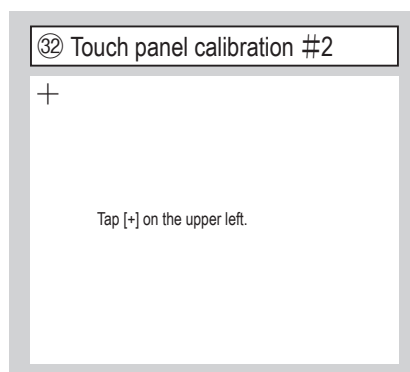 ㉜ Touch panel calibration #2
+
Tap [+] on the upper left.